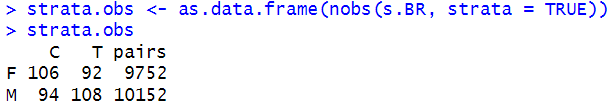 > strata.obs <- as.data.frame(nobs(s.BR, strata = TRUE))
> strata.obs
    C   T pairs
F 106  92  9752
M  94 108 10152